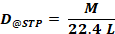 D@STP = M / 22.4 L